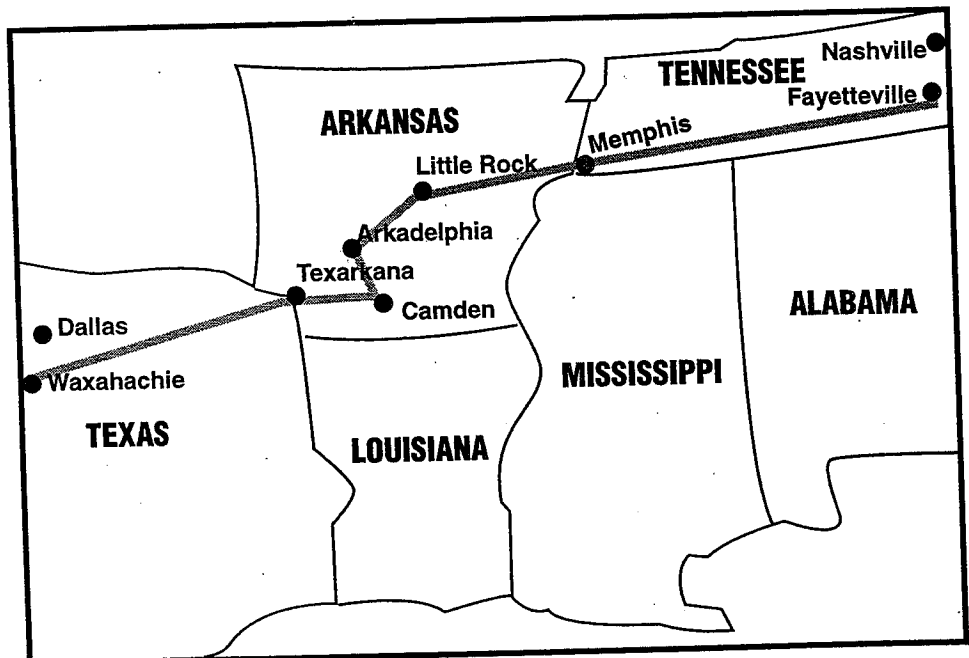 Nashville
TENNESSEE
Fayetteville
ARKANSAS
Memphis
Little Rock
Arkadelphia
Texarkana
Camden
ALABAMA
Dallas
Waxahachie
MISSISSIPPI
TEXAS
LOUISIANA